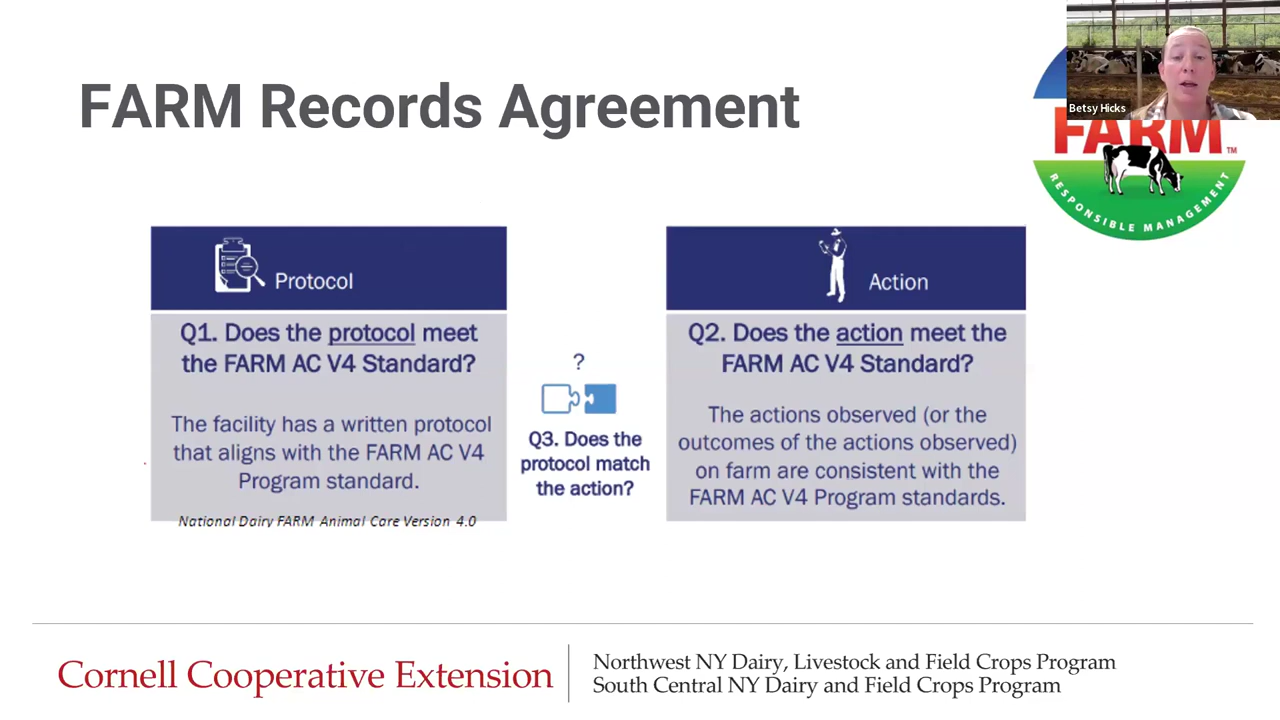 Betsy Hicks
FARM Records Agreement
FARM™
RESPONSIBLE MANAGEMENT
Protocol
Q1. Does the protocol meet
the FARM AC V4 Standard?
The facility has a written protocol
that aligns with the FARM AC V4
Program standard.
National Dairy FARM Animal Care Version 4.0
?
Q3. Does the
protocol match
the action?
Action
Q2. Does the action meet the
FARM AC V4 Standard?
The actions observed (or the
outcomes of the actions observed)
on farm are consistent with the
FARM AC V4 Program standards.
Cornell Cooperative Extension
Northwest NY Dairy, Livestock and Field Crops Program
South Central NY Dairy and Field Crops Program